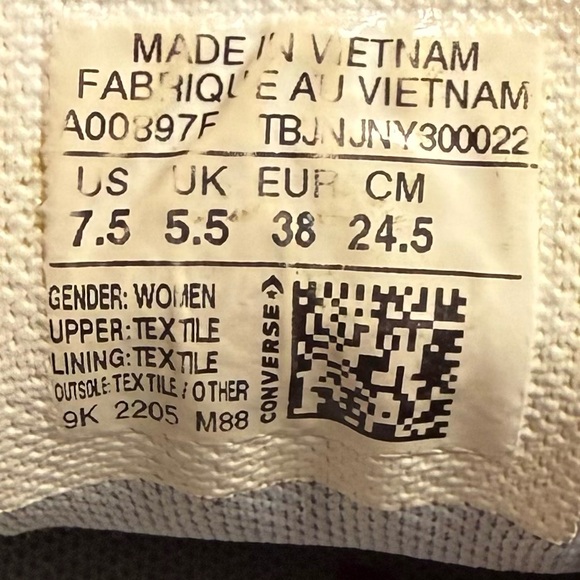 MADE IN VIETNAM
FABRIQUE AU VIETNAM
A00897F TBJNJNY300022
US UK EUR CM
7.5 5.5 38 24.5
GENDER: WOMEN
UPPER:TEXTILE
LINING:TEXTILE
OUTSOLE:TEXTILE/OTHER
9K 2205 M88
CONVERSE